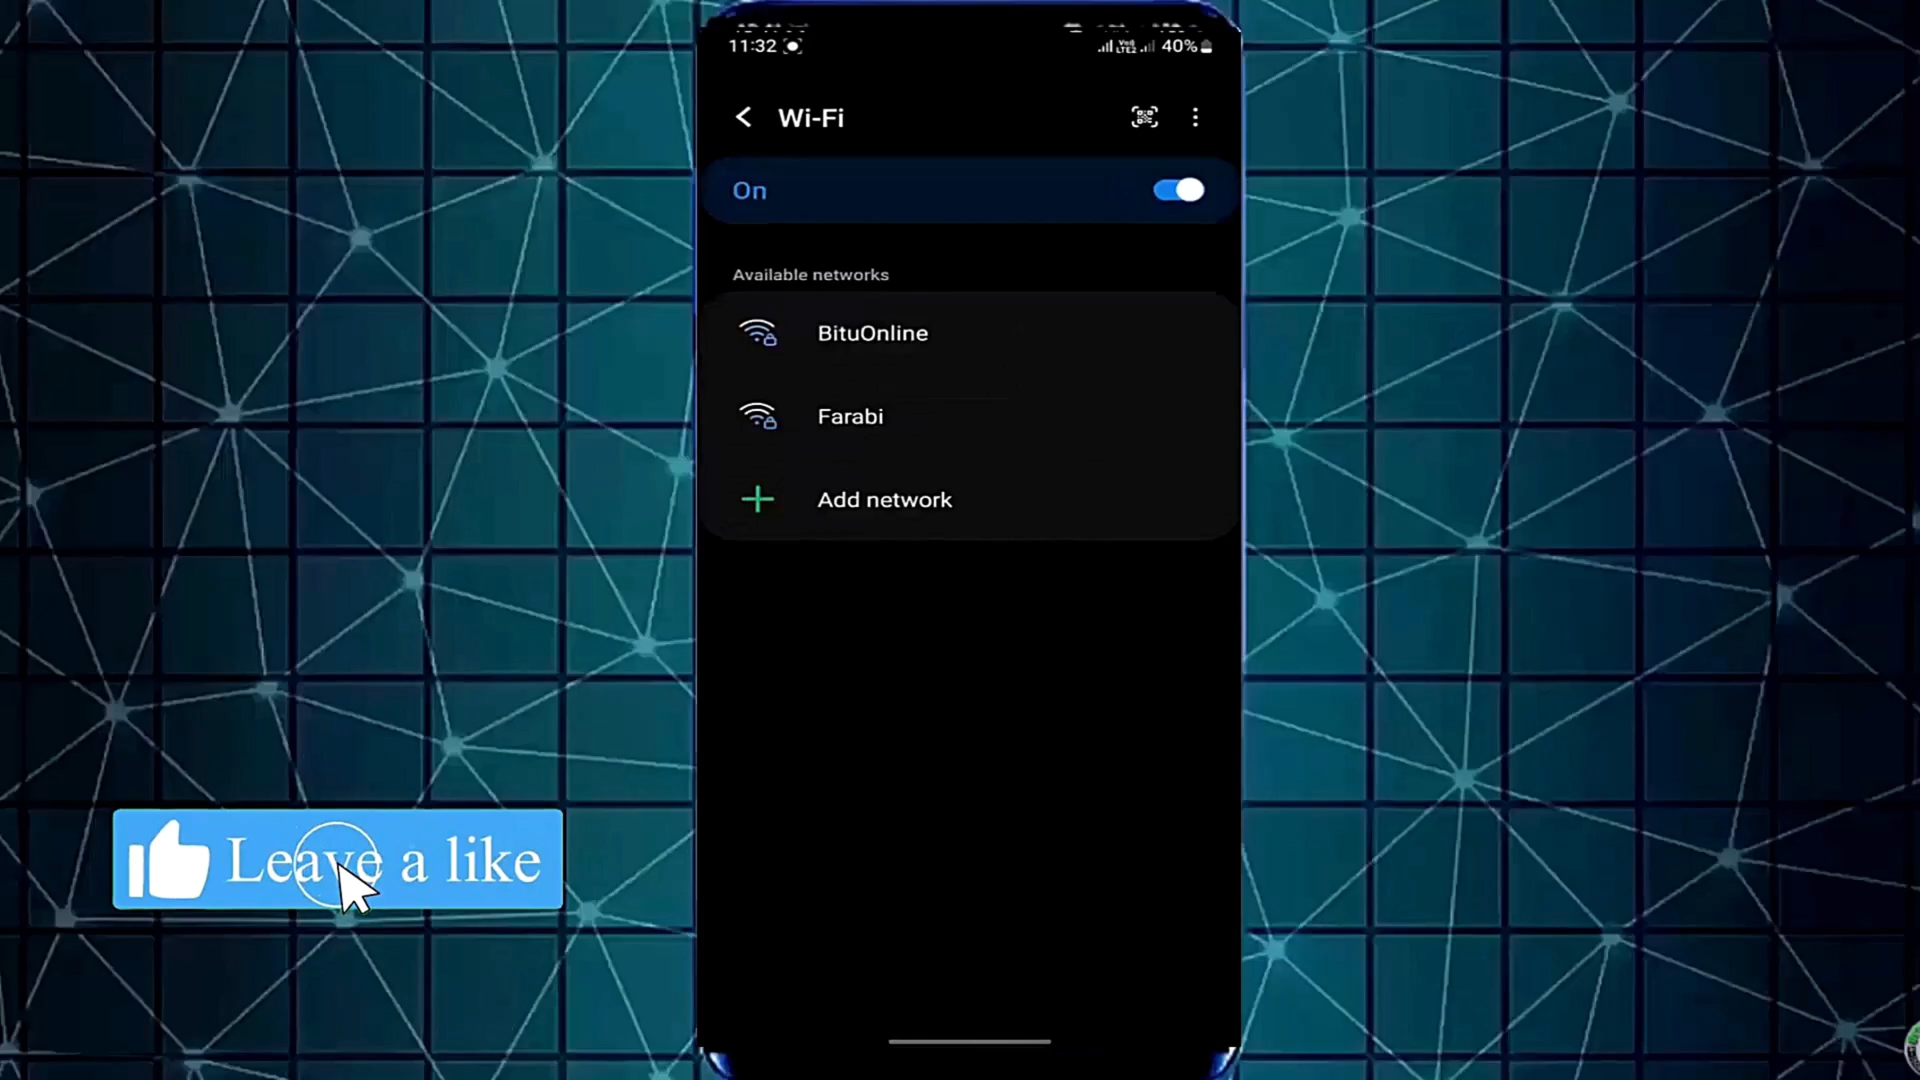 11:32 40%
Wi-Fi
On
Available networks
BituOnline
Farabi
Add network
Leave a like